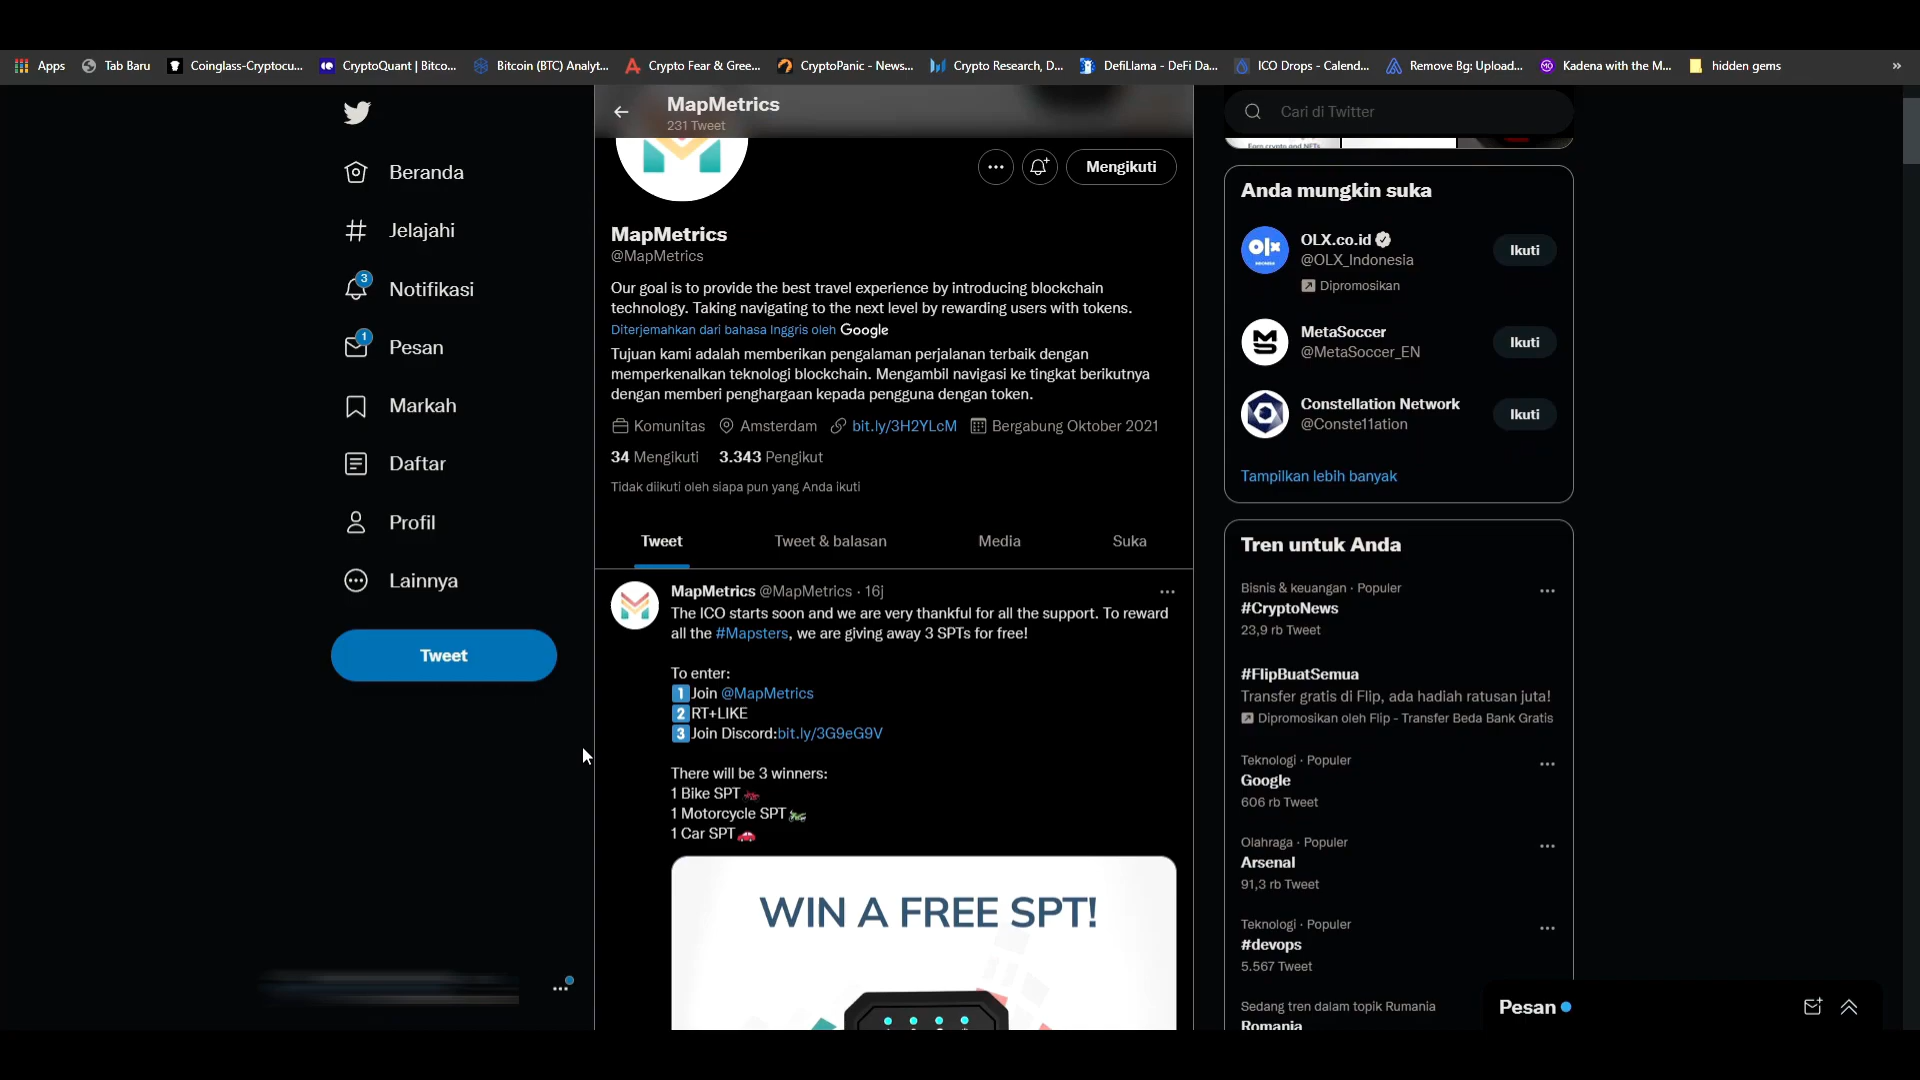 Apps
Tab Baru
Coinglass-Cryptocu...
CryptoQuant | Bitco...
Bitcoin (BTC) Analyt...
Crypto Fear & Gree...
CryptoPanic - News...
Crypto Research, D...
DefiLlama - DeFi Da...
ICO Drops - Calend...
Remove Bg: Upload...
Kadena with the M...
hidden gems
»
Beranda
Jelajahi
3
Notifikasi
1
Pesan
Markah
Daftar
Profil
Lainnya
Tweet
MapMetrics
231 Tweet
Mengikuti
MapMetrics
@MapMetrics
Our goal is to provide the best travel experience by introducing blockchain
technology. Taking navigating to the next level by rewarding users with tokens.
Diterjemahkan dari bahasa Inggris oleh Google
Tujuan kami adalah memberikan pengalaman perjalanan terbaik dengan
memperkenalkan teknologi blockchain. Mengambil navigasi ke tingkat berikutnya
dengan memberi penghargaan kepada pengguna dengan token.
Komunitas Amsterdam bit.ly/3H2YLcM Bergabung Oktober 2021
34 Mengikuti 3.343 Pengikut
Tidak diikuti oleh siapa pun yang Anda ikuti
Tweet
Tweet & balasan
Media
Suka
MapMetrics @MapMetrics · 16j
The ICO starts soon and we are very thankful for all the support. To reward
all the #Mapsters, we are giving away 3 SPTs for free!
To enter:
1 Join @MapMetrics
2 RT+LIKE
3 Join Discord:bit.ly/3G9eG9V
There will be 3 winners:
1 Bike SPT
1 Motorcycle SPT
1 Car SPT
WIN A FREE SPT!
Cari di Twitter
Earn crypto and NFTs
Anda mungkin suka
olx
INDONESIA
OLX.co.id
@OLX_Indonesia
Dipromosikan
Ikuti
MetaSoccer
@MetaSoccer_EN
Ikuti
Constellation Network
@Conste11ation
Ikuti
Tampilkan lebih banyak
Tren untuk Anda
Bisnis & keuangan · Populer
#CryptoNews
23,9 rb Tweet
#FlipBuatSemua
Transfer gratis di Flip, ada hadiah ratusan juta!
Dipromosikan oleh Flip - Transfer Beda Bank Gratis
Teknologi · Populer
Google
606 rb Tweet
Olahraga · Populer
Arsenal
91,3 rb Tweet
Teknologi · Populer
#devops
5.567 Tweet
Sedang tren dalam topik Rumania
Romania
Pesan